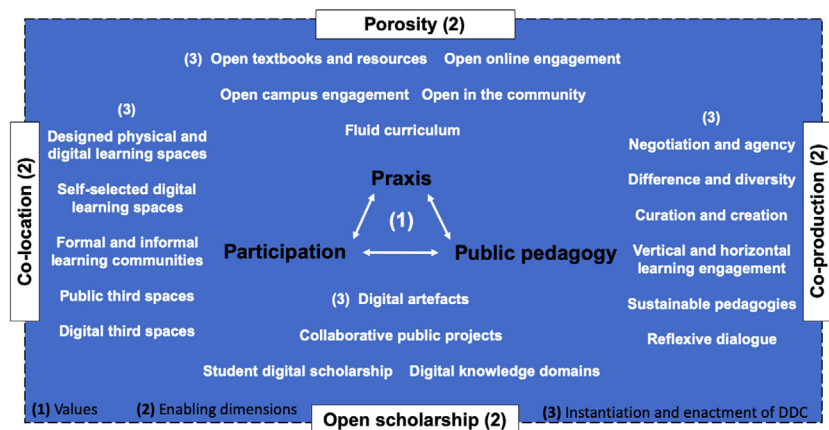 Porosity (2)
(3) Open textbooks and resources Open online engagement
Open campus engagement Open in the community
Fluid curriculum
Co-location (2)
(3)
Designed physical and
digital learning spaces
Self-selected digital
learning spaces
Formal and informal
learning communities
Public third spaces
Digital third spaces
Praxis
(1)
Participation
Public pedagogy
(3) Digital artefacts
Collaborative public projects
Student digital scholarship Digital knowledge domains
(3)
Negotiation and agency
Difference and diversity
Curation and creation
Vertical and horizontal
learning engagement
Sustainable pedagogies
Reflexive dialogue
Co-production (2)
(1) Values
(2) Enabling dimensions
Open scholarship (2)
(3) Instantiation and enactment of DDC